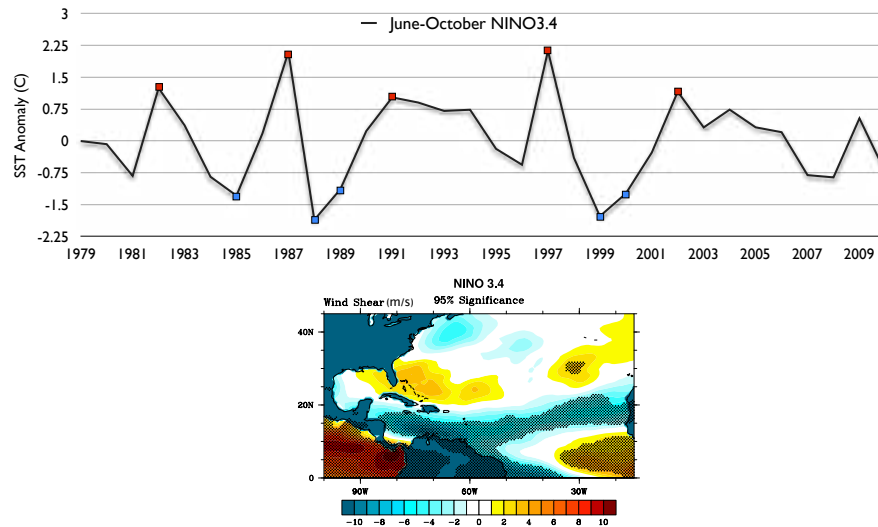 3
June-October NINO3.4
2.25
1.5
0.75
0
-0.75
-1.5
-2.25
SST Anomaly (C)
1979 1981 1983 1985 1987 1989 1991 1993 1995 1997 1999 2001 2003 2005 2007 2009
NINO 3.4
Wind Shear (m/s) 95% Significance
40N
20N
0
90W 60W 30W
-10 -8 -6 -4 -2 0 2 4 6 8 10